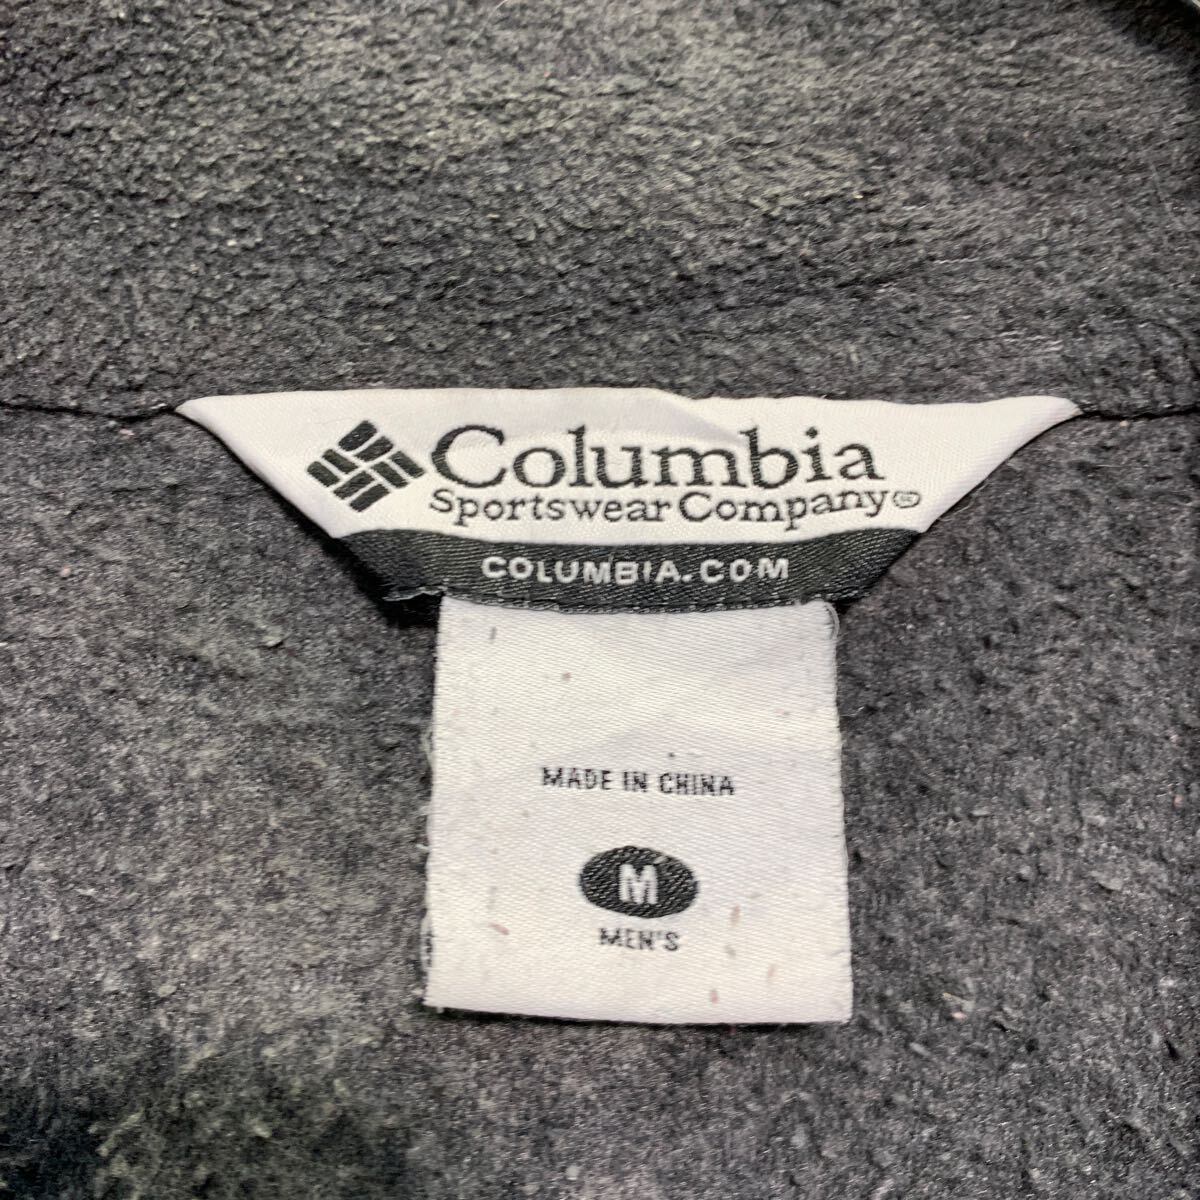 Columbia
Sportswear Company®
COLUMBIA.COM
MADE IN CHINA
M
MEN'S